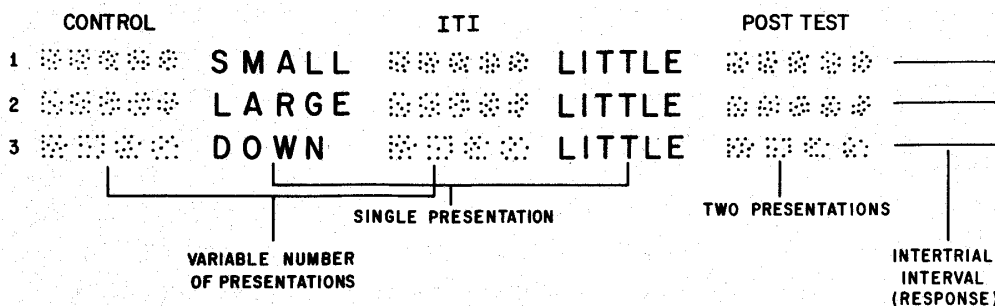 CONTROL ITI POST TEST
1 SMALL LITTLE
2 LARGE LITTLE
3 DOWN LITTLE
SINGLE PRESENTATION
TWO PRESENTATIONS
VARIABLE NUMBER
OF PRESENTATIONS
INTERTRIAL
INTERVAL
(RESPONSE)